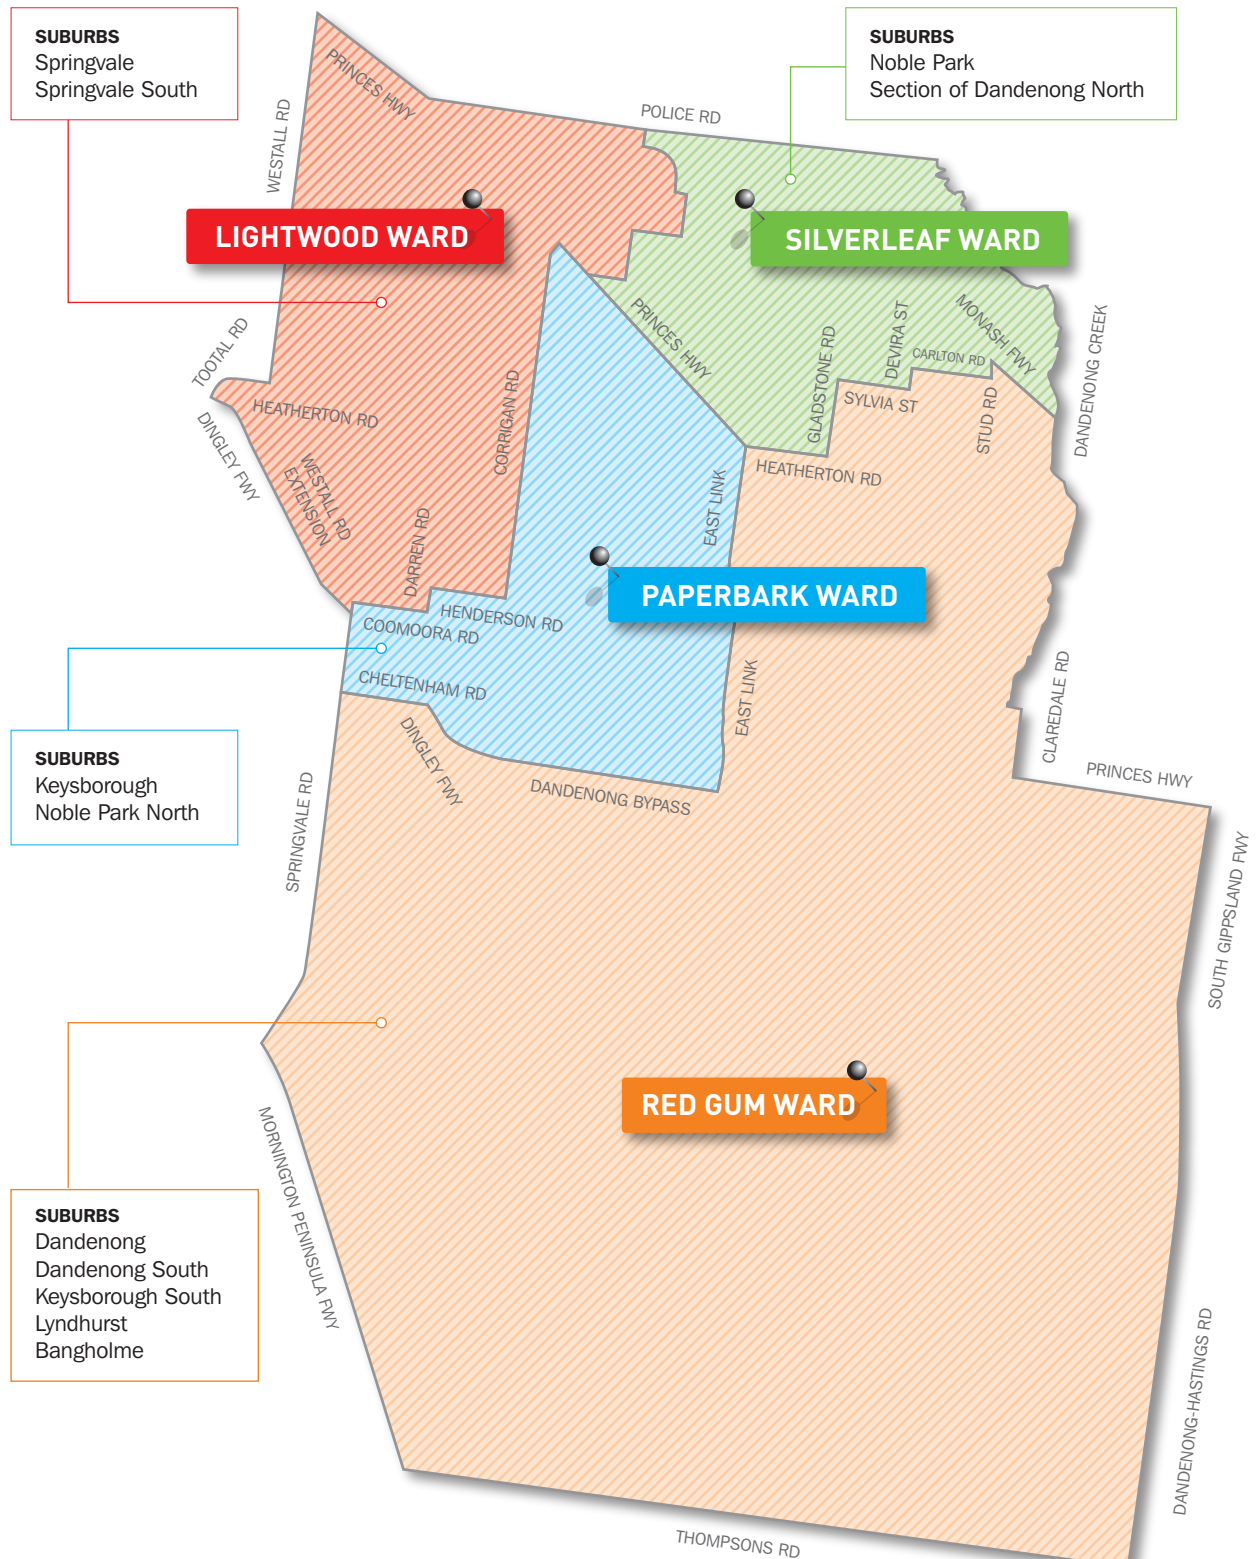 SUBURBS
Springvale
Springvale South
SUBURBS
Noble Park
Section of Dandenong North
PRINCES HWY
POLICE RD
WESTALL RD
LIGHTWOOD WARD
SILVERLEAF WARD
TOOTAL RD
HEATHERTON RD
DINGLEY FWY
WESTALL RD
EXTENSION
CORRIGAN RD
DARREN RD
PRINCES HWY
GLADSTONE RD
DEVIRA ST
CARLTON RD
MONASH FWY
SYLVIA ST
STUD RD
DANDENONG CREEK
HEATHERTON RD
EAST LINK
PAPERBARK WARD
HENDERSON RD
COOMOORA RD
CHELTENHAM RD
EAST LINK
CLAREDALE RD
DINGLEY FWY
DANDENONG BYPASS
PRINCES HWY
SUBURBS
Keysborough
Noble Park North
SPRINGVALE RD
SOUTH GIPPSLAND FWY
RED GUM WARD
MORNINGTON PENINSULA FWY
SUBURBS
Dandenong
Dandenong South
Keysborough South
Lyndhurst
Bangholme
DANDENONG-HASTINGS RD
THOMPSONS RD